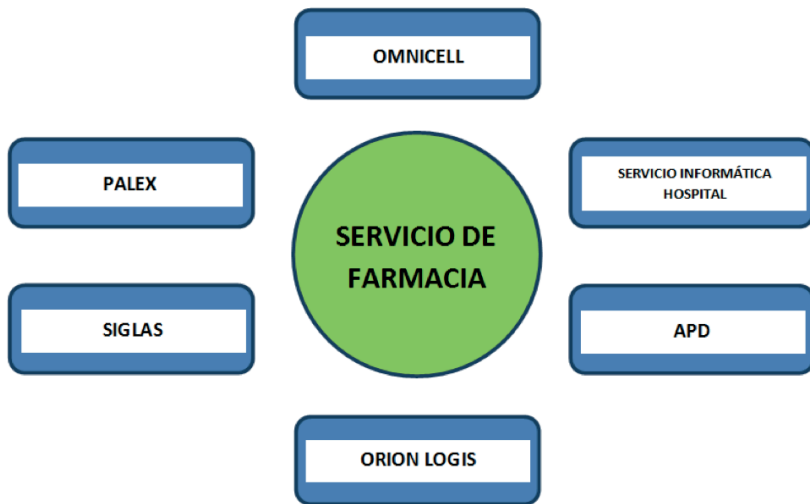 OMNICELL
PALEX
SERVICIO INFORMÁTICA
HOSPITAL
SERVICIO DE
FARMACIA
SIGLAS
APD
ORION LOGIS